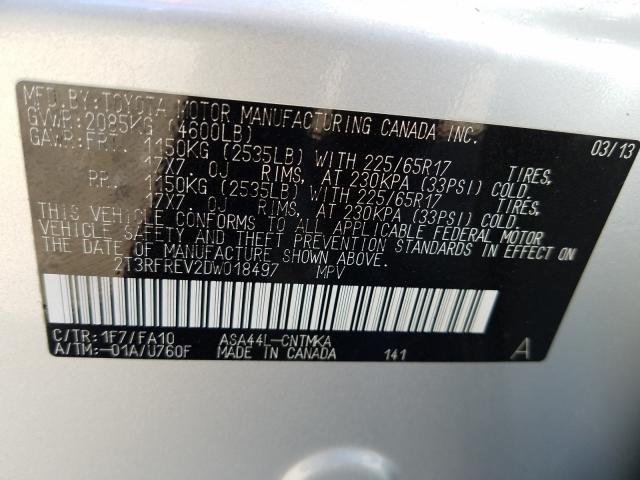 MFD.BY:TOYOTA MOTOR MANUFACTURING CANADA INC.
GVWR:2085KG (4600LB) 03/13
GAWR:FRT. 1150KG (2535LB) WITH 225/65R17 TIRES,
17X7.0J RIMS, AT 230KPA (33PSI) COLD.
RR. 1150KG (2535LB) WITH 225/65R17 TIRES,
17X7.0J RIMS, AT 230KPA (33PSI) COLD.
THIS VEHICLE CONFORMS TO ALL APPLICABLE FEDERAL MOTOR
VEHICLE SAFETY AND THEFT PREVENTION STANDARDS IN EFFECT ON
THE DATE OF MANUFACTURE SHOWN ABOVE.
2T3RFREV2DW018497 MPV
C/TR:1F7/FA10 ASA44L-CNTMKA
A/TM:-01A/U760F MADE IN CANADA 141 A